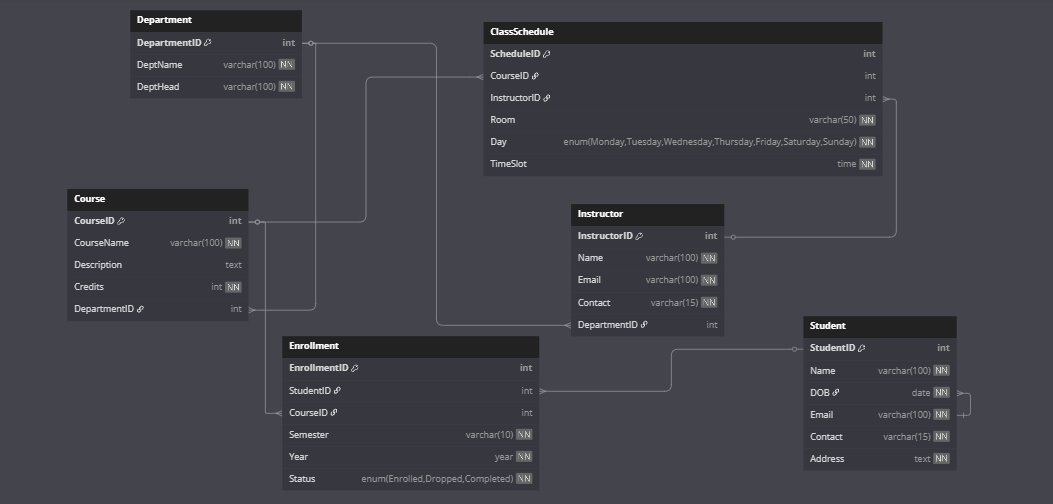 Department
DepartmentID int
DeptName varchar(100) NN
DeptHead varchar(100) NN
ClassSchedule
ScheduleID int
CourseID int
InstructorID int
Room varchar(50) NN
Day enum(Monday,Tuesday,Wednesday,Thursday,Friday,Saturday,Sunday) NN
TimeSlot time NN
Course
CourseID int
CourseName varchar(100) NN
Description text
Credits int NN
DepartmentID int
Instructor
InstructorID int
Name varchar(100) NN
Email varchar(100) NN
Contact varchar(15) NN
DepartmentID int
Enrollment
EnrollmentID int
StudentID int
CourseID int
Semester varchar(10) NN
Year year NN
Status enum(Enrolled,Dropped,Completed) NN
Student
StudentID int
Name varchar(100) NN
DOB date NN
Email varchar(100) NN
Contact varchar(15) NN
Address text NN